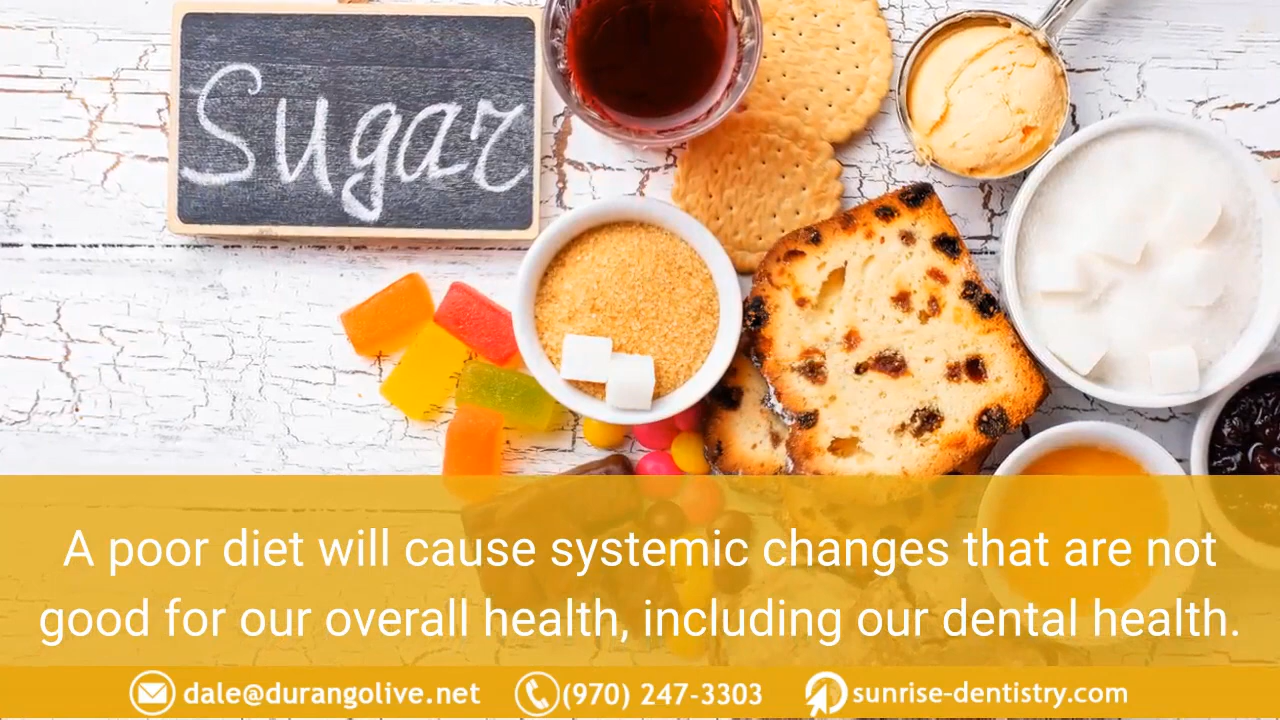 Sugar
A poor diet will cause systemic changes that are not
good for our overall health, including our dental health.
dale@durangolive.net (970) 247-3303 sunrise-dentistry.com